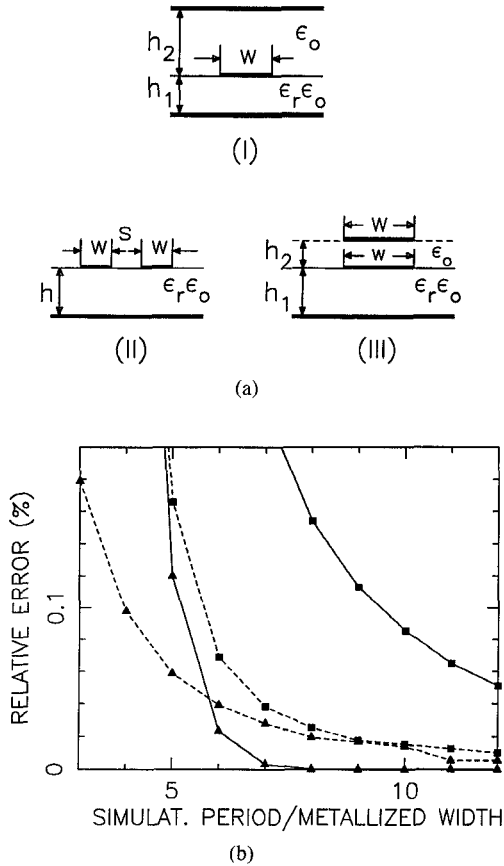 h₂ W ϵₒ
h₁ ϵᵣϵₒ
(I)
S
W W
h ϵᵣϵₒ
(II)
W
h₂ W ϵₒ
h₁ ϵᵣϵₒ
(III)
(a)
RELATIVE ERROR (%)
0.1
0
5 10
SIMULAT. PERIOD/METALLIZED WIDTH
(b)